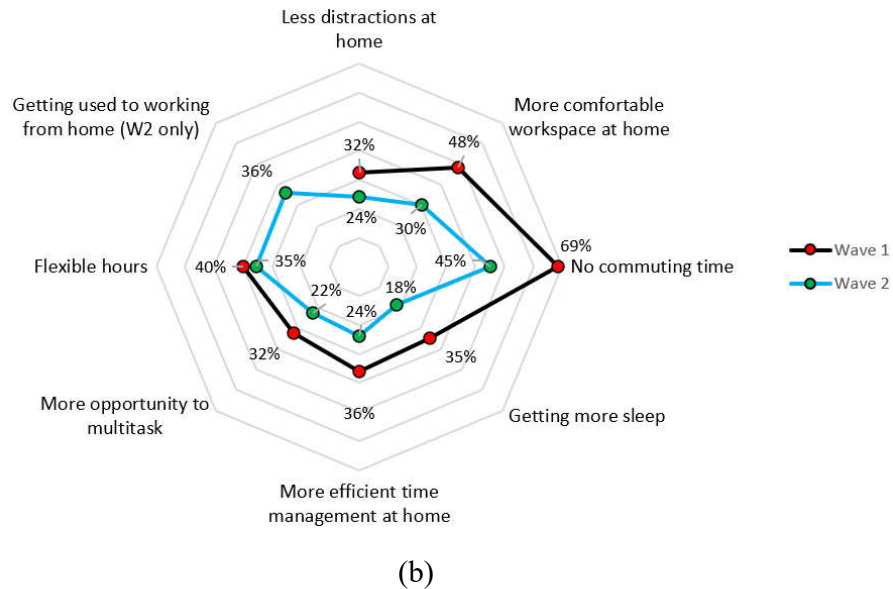 Less distractions at
home
Getting used to working
from home (W2 only)
More comfortable
workspace at home
32%
48%
36%
24%
30%
69%
40%
Flexible hours
35%
45%
No commuting time
Wave 1
Wave 2
22%
24%
18%
32%
35%
More opportunity to
multitask
36%
Getting more sleep
More efficient time
management at home
(b)